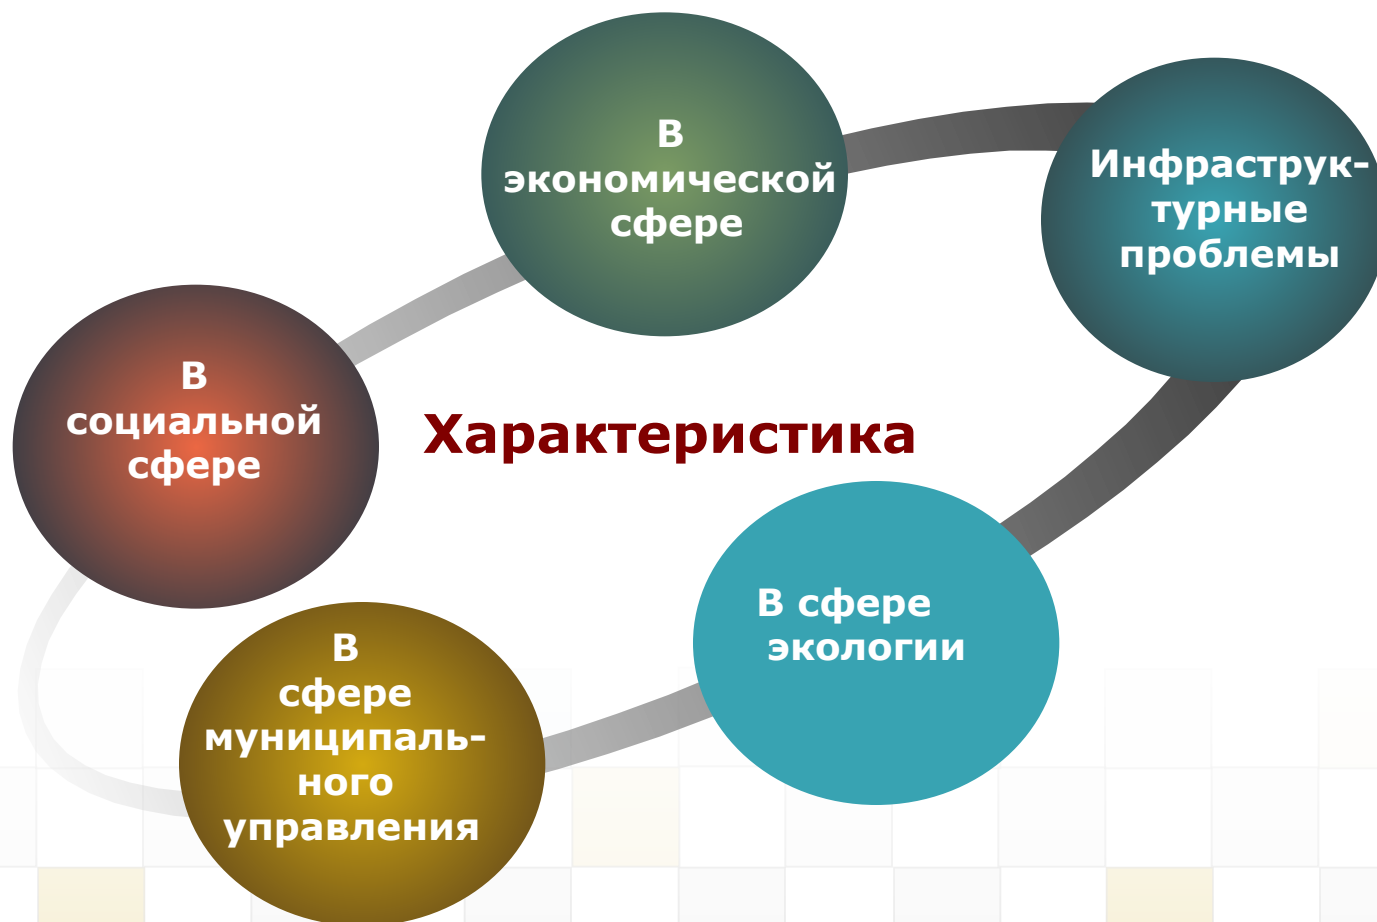 В
экономической
сфере
Инфраструк-
турные
проблемы
В
социальной
сфере
Характеристика
В сфере
экологии
В
сфере
муниципаль-
ного
управления